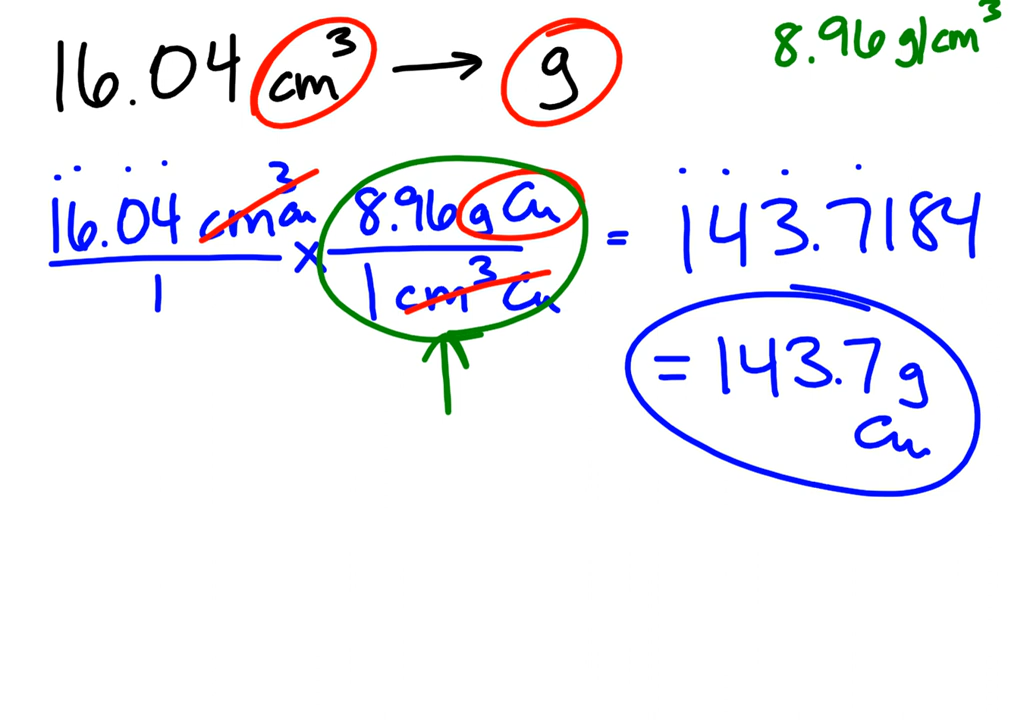 16.04 cm³ → g
8.96 g/cm³
16.04 cm³ Cu / 1 × 8.96 g Cu / 1 cm³ Cu = 143.7184
= 143.7 g
Cu